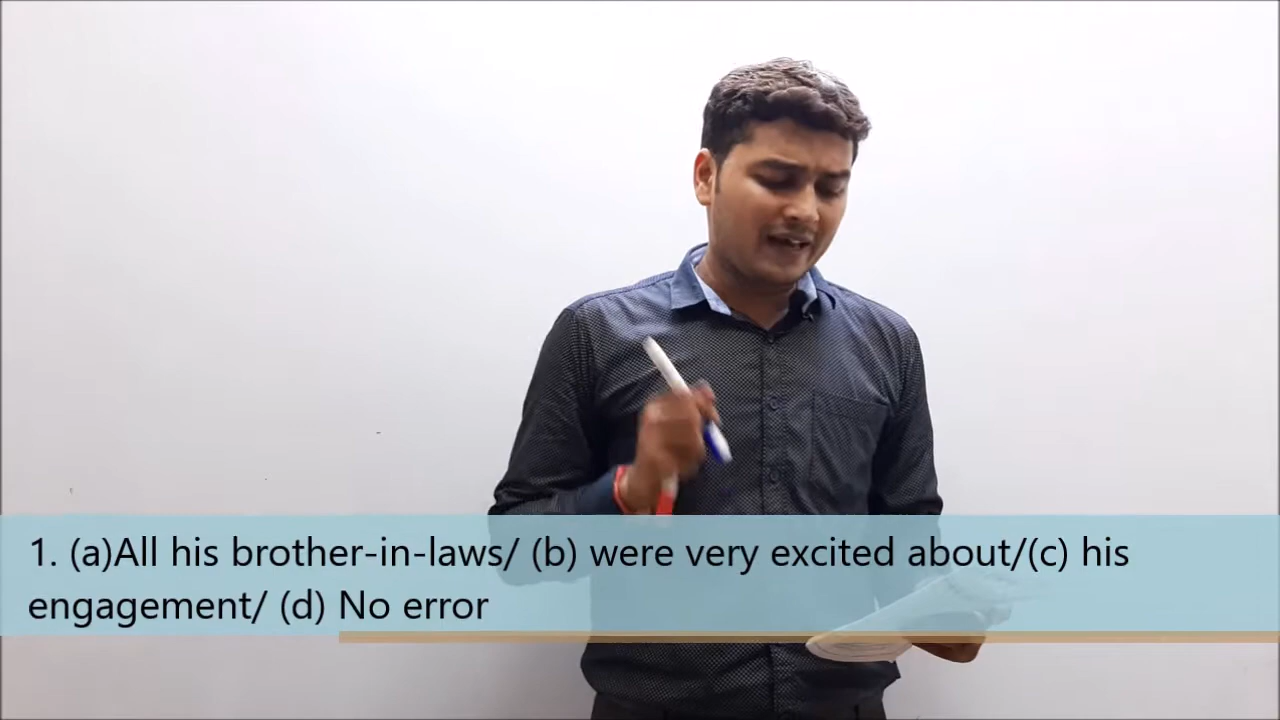 1. (a)All his brother-in-laws/ (b) were very excited about/(c) his
engagement/ (d) No error